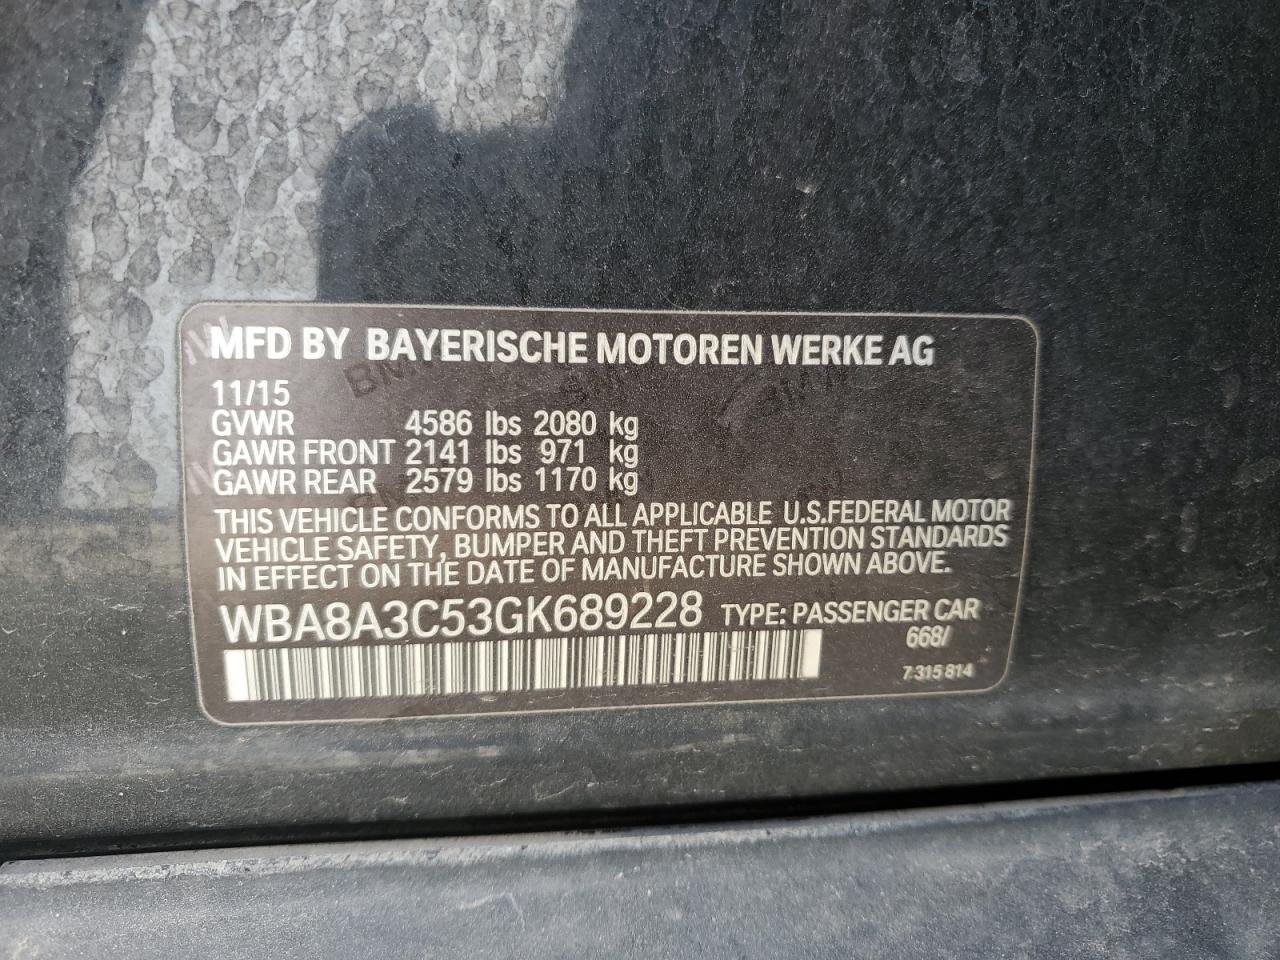 MFD BY BAYERISCHE MOTOREN WERKE AG
11/15
GVWR 4586 lbs 2080 kg
GAWR FRONT 2141 lbs 971 kg
GAWR REAR 2579 lbs 1170 kg
THIS VEHICLE CONFORMS TO ALL APPLICABLE U.S.FEDERAL MOTOR
VEHICLE SAFETY, BUMPER AND THEFT PREVENTION STANDARDS
IN EFFECT ON THE DATE OF MANUFACTURE SHOWN ABOVE.
WBA8A3C53GK689228 TYPE: PASSENGER CAR
668/
7 315 814